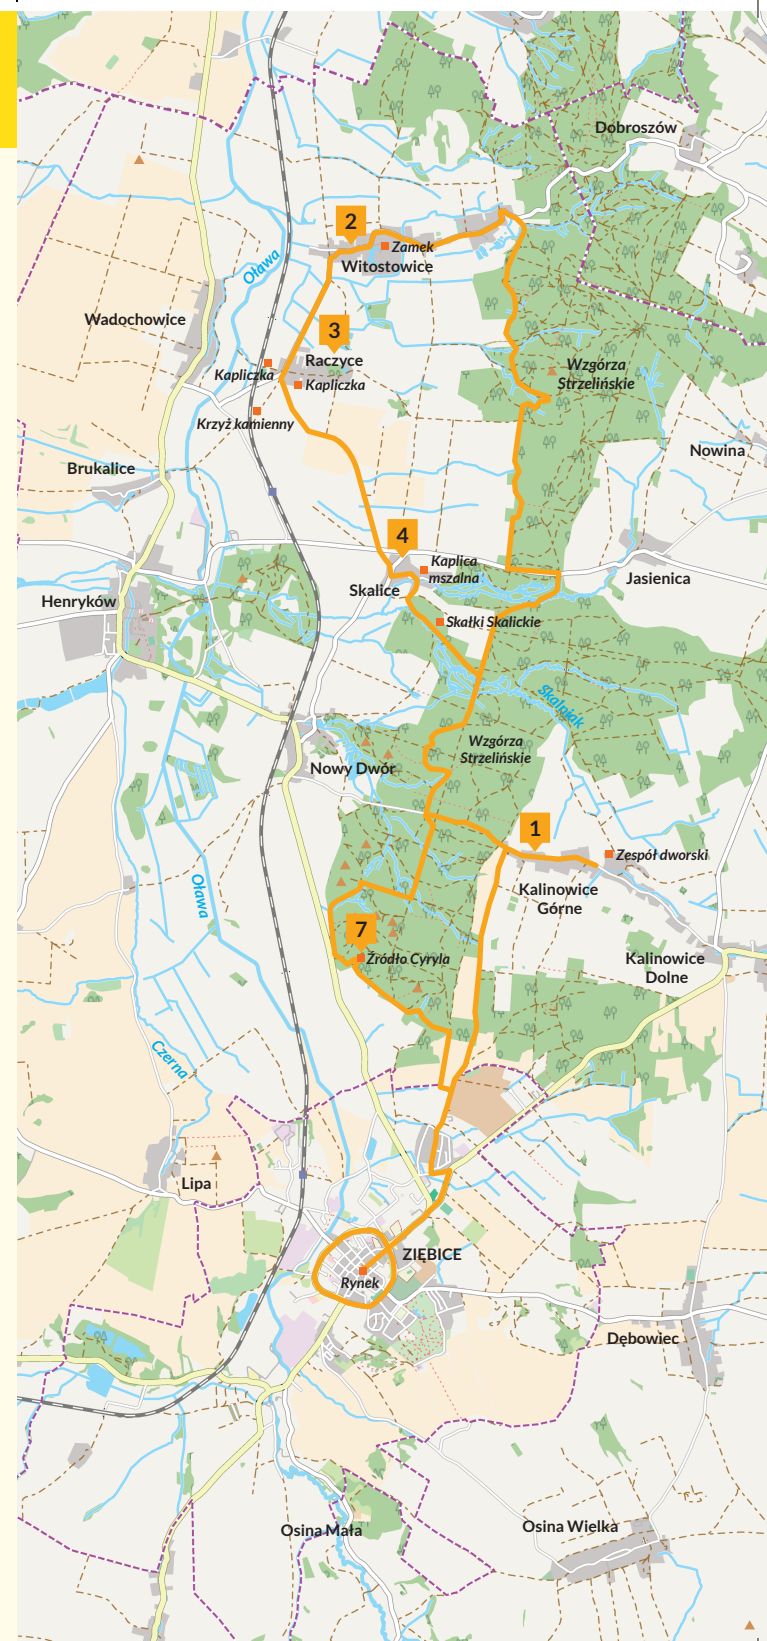 Dobroszów
2
Zamek
Witostowice
Oława
Wadochowice
3
Raczyce
Kapliczka
Kapliczka
Wzgórza
Strzelińskie
Krzyż kamienny
Nowina
Brukalice
4
Kaplica
mszalna
Jasienica
Skalice
Henryków
Skałki Skalickie
Skalniak
Wzgórza
Strzelińskie
Nowy Dwór
1
Zespół dworski
Kalinowice
Górne
Oława
7
Źródło Cyryla
Kalinowice
Dolne
Czerna
Lipa
ZIĘBICE
Rynek
Dębowiec
Osina Mała
Osina Wielka